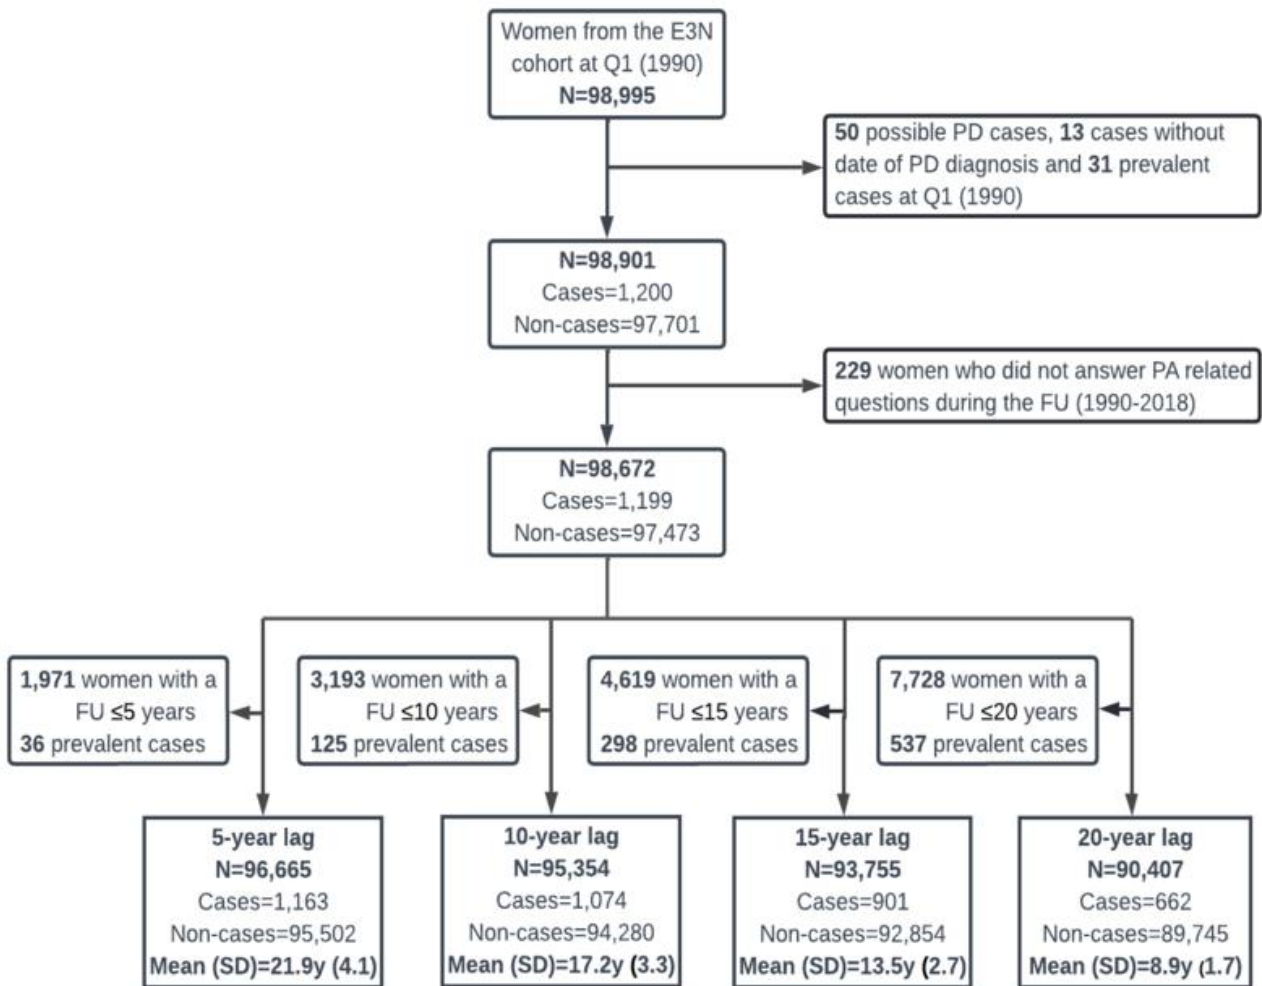 Women from the E3N
cohort at Q1 (1990)
N=98,995
50 possible PD cases, 13 cases without
date of PD diagnosis and 31 prevalent
cases at Q1 (1990)
N=98,901
Cases=1,200
Non-cases=97,701
229 women who did not answer PA related
questions during the FU (1990-2018)
N=98,672
Cases=1,199
Non-cases=97,473
1,971 women with a
FU ≤5 years
36 prevalent cases
3,193 women with a
FU ≤10 years
125 prevalent cases
4,619 women with a
FU ≤15 years
298 prevalent cases
7,728 women with a
FU ≤20 years
537 prevalent cases
5-year lag
N=96,665
Cases=1,163
Non-cases=95,502
Mean (SD)=21.9y (4.1)
10-year lag
N=95,354
Cases=1,074
Non-cases=94,280
Mean (SD)=17.2y (3.3)
15-year lag
N=93,755
Cases=901
Non-cases=92,854
Mean (SD)=13.5y (2.7)
20-year lag
N=90,407
Cases=662
Non-cases=89,745
Mean (SD)=8.9y (1.7)